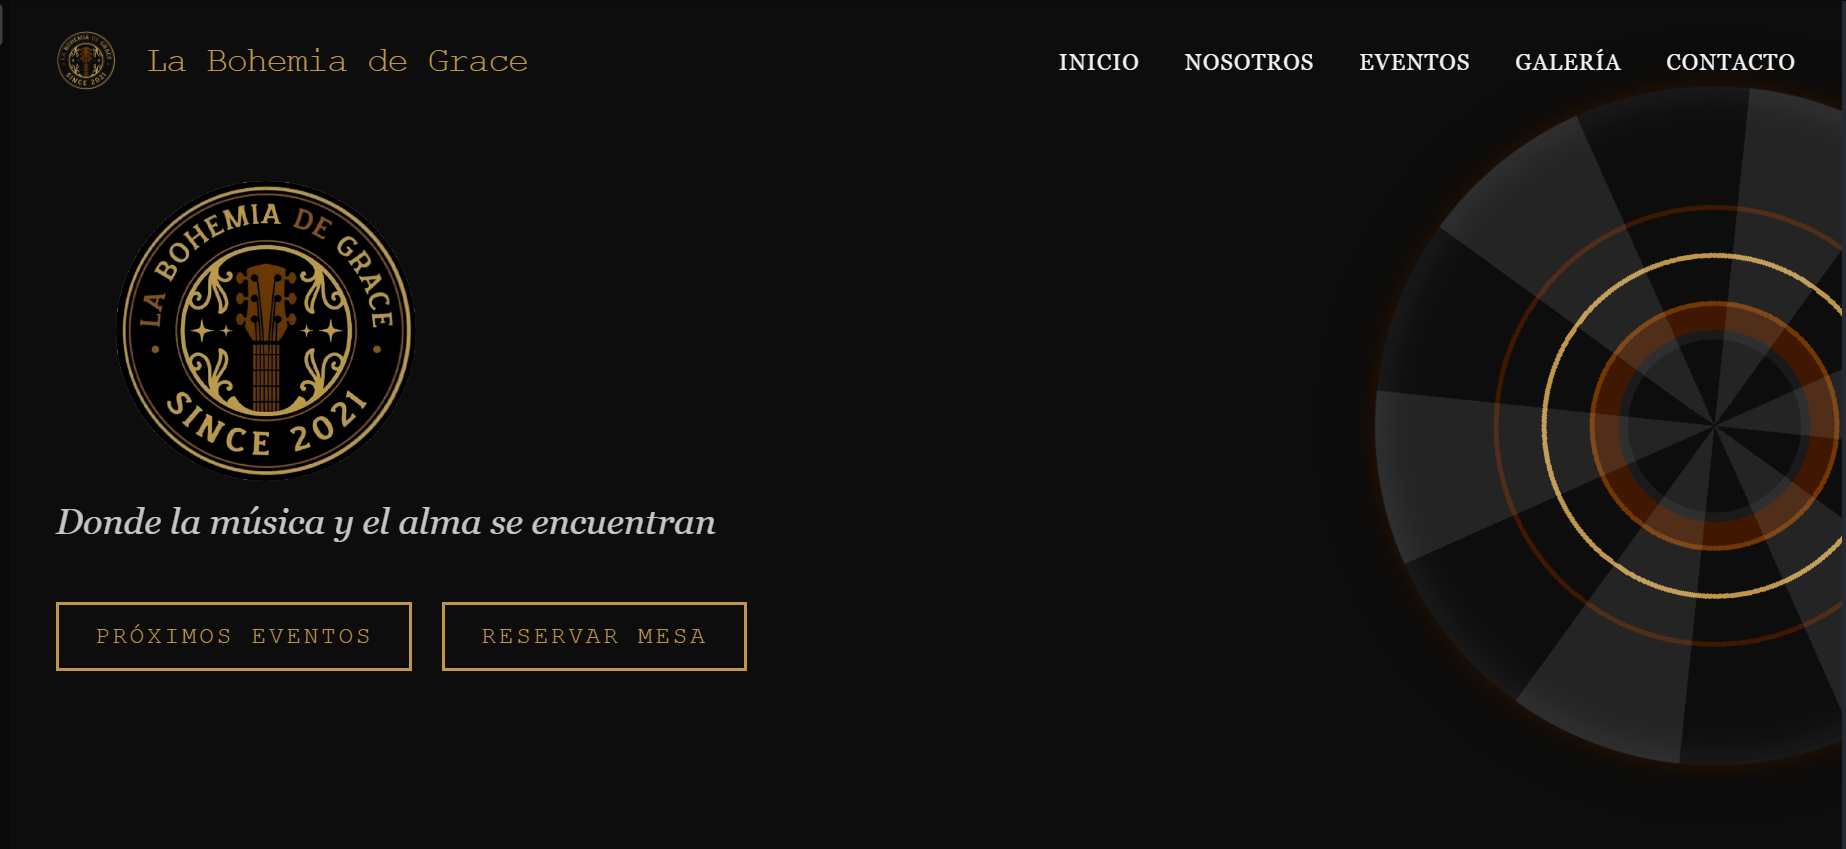 La Bohemia de Grace
INICIO NOSOTROS EVENTOS GALERÍA CONTACTO
LA BOHEMIA DE GRACE
SINCE 2021
Donde la música y el alma se encuentran
PRÓXIMOS EVENTOS RESERVAR MESA